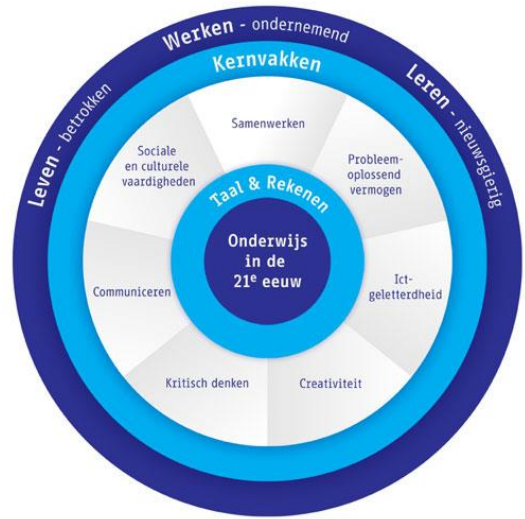 Werken - ondernemend
Leven - betrokken
Leren - nieuwsgierig
Kernvakken
Samenwerken
Probleem-
oplossend
vermogen
Ict-
geletterdheid
Creativiteit
Kritisch denken
Communiceren
Sociale
en culturele
vaardigheden
Taal & Rekenen
Onderwijs
in de
21e eeuw